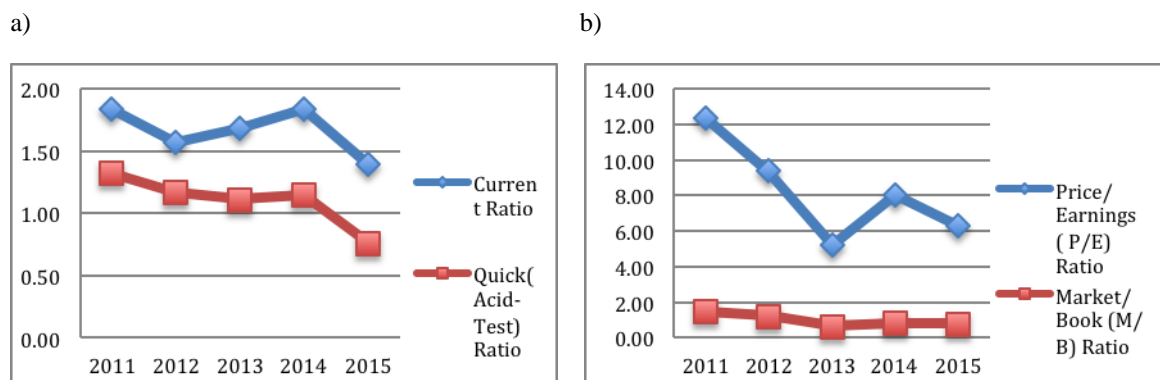 a)
b)
2.00
1.50
1.00
0.50
0.00
2011 2012 2013 2014 2015
Curren
t Ratio
Quick(
Acid-
Test)
Ratio
14.00
12.00
10.00
8.00
6.00
4.00
2.00
0.00
2011 2012 2013 2014 2015
Price/
Earnings
( P/E)
Ratio
Market/
Book (M/
B) Ratio